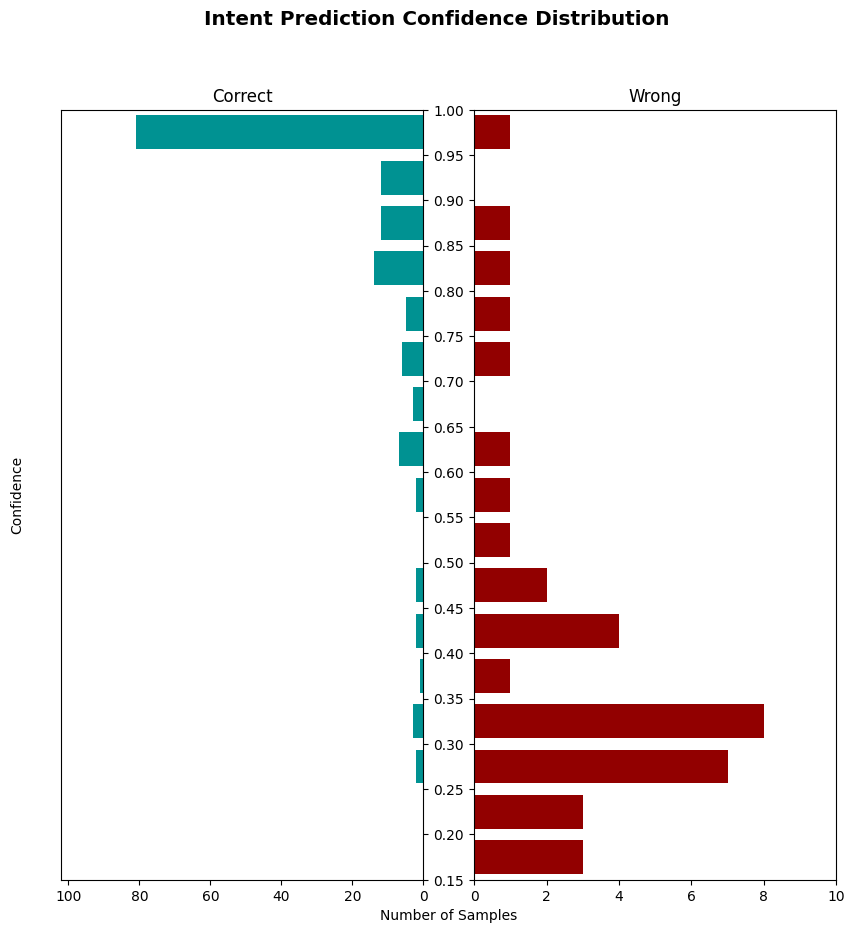 Intent Prediction Confidence Distribution
Correct
Wrong
Confidence
1.00
0.95
0.90
0.85
0.80
0.75
0.70
0.65
0.60
0.55
0.50
0.45
0.40
0.35
0.30
0.25
0.20
0.15
100 80 60 40 20 0
0 2 4 6 8 10
Number of Samples